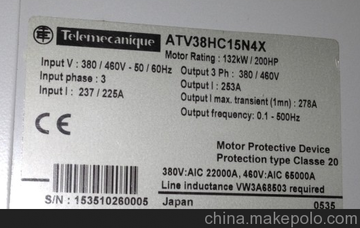 Telemecanique
ATV38HC15N4X
Motor Rating : 132kW / 200HP
Input V : 380 / 460V - 50 / 60Hz
Output 3 Ph : 380 / 460V
Input phase : 3
Output I : 253A
Input I : 237 / 225A
Output I max. transient (1mn) : 278A
Output frequency : 0.1 - 500Hz
Motor Protective Device
Protection type Classe 20
CE
380V:AIC 22000A, 460V:AIC 65000A
Line inductance VW3A68503 required
S/N : 153510260005
Japan
0535
china.makepolo.com